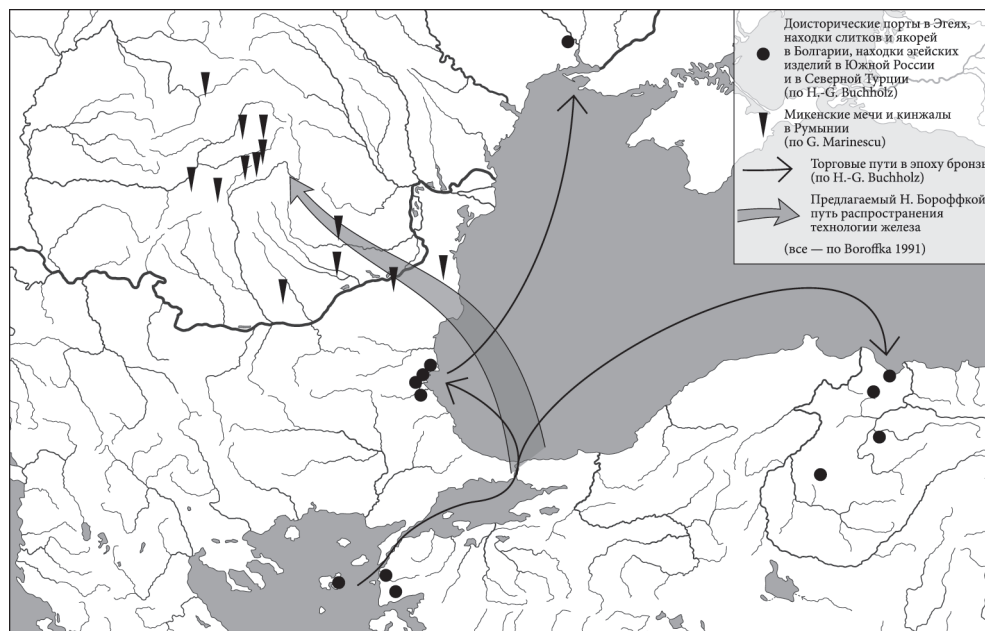 Доисторические порты в Эгеях,
находки слитков и якорей
в Болгарии, находки эгейских
изделий в Южной России
и в Северной Турции
(по H.-G. Buchholz)
Микенские мечи и кинжалы
в Румынии
(по G. Marinescu)
Торговые пути в эпоху бронзы
(по H.-G. Buchholz)
Предлагаемый Н. Бороффкой
путь распространения
технологии железа
(все — по Boroffka 1991)